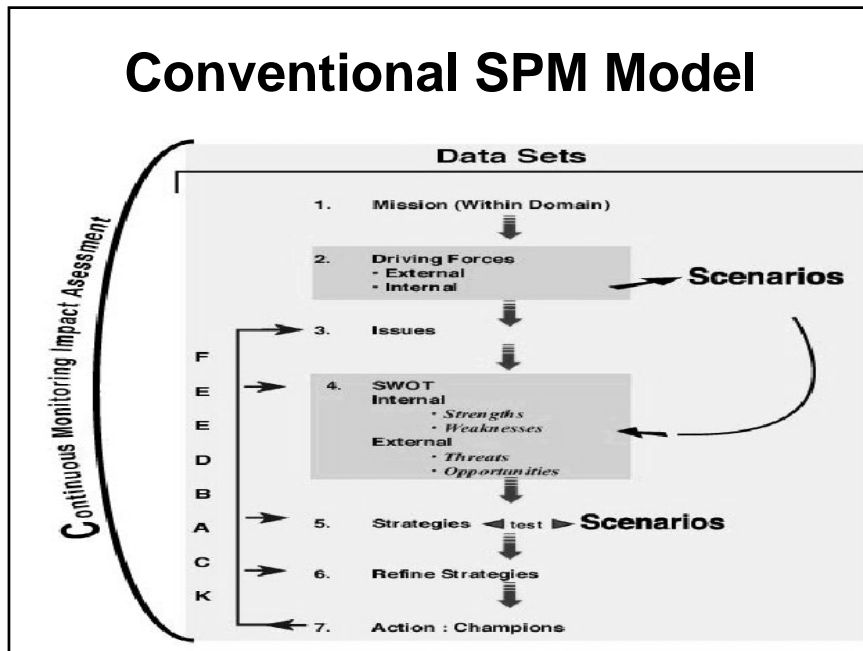 Conventional SPM Model
Data Sets
Continuous Monitoring Impact Asessment
1. Mission (Within Domain)
2. Driving Forces
• External
• Internal
Scenarios
3. Issues
FEEDBACK
4. SWOT
Internal
• Strengths
• Weaknesses
External
• Threats
• Opportunities
5. Strategies test Scenarios
6. Refine Strategies
7. Action : Champions